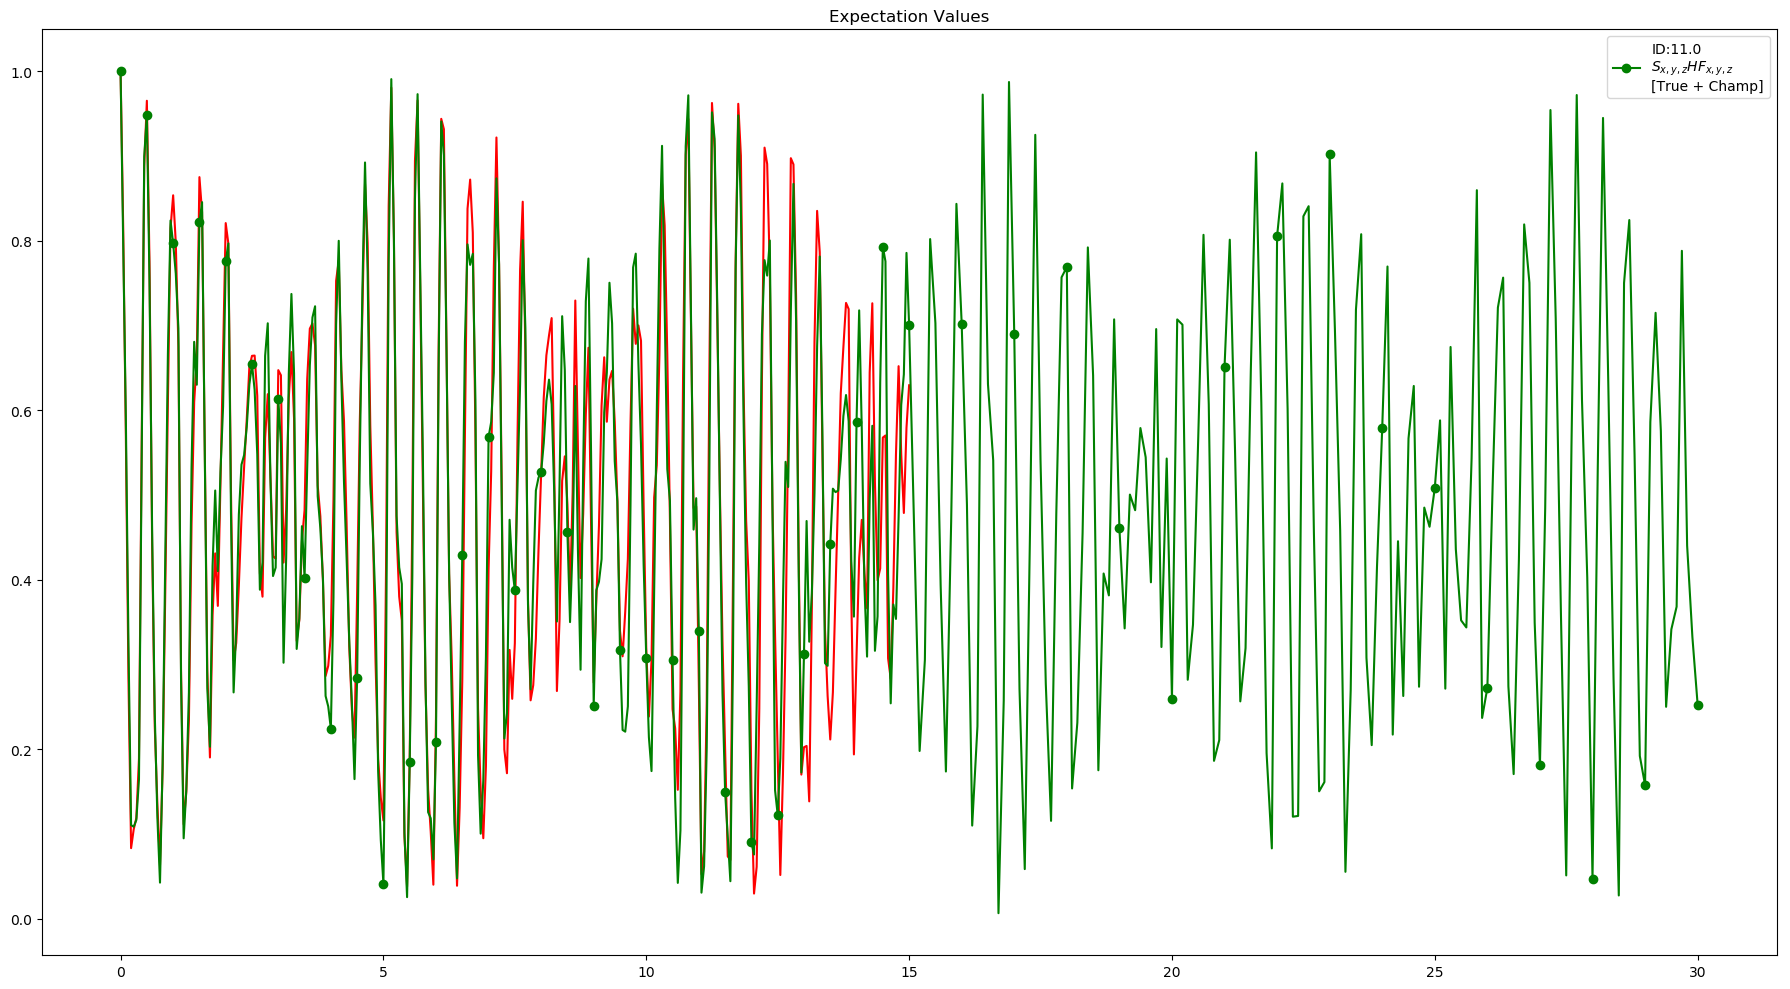 Expectation Values
ID:11.0
S_{x,y,z}HF_{x,y,z}
[True + Champ]
1.0
0.8
0.6
0.4
0.2
0.0
0 5 10 15 20 25 30